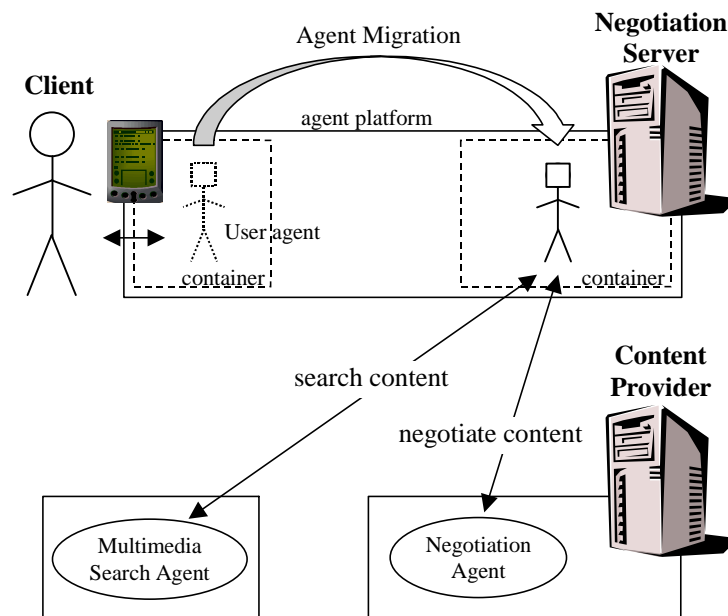 Agent Migration
Negotiation
Server
Client
agent platform
User agent
container
container
search content
Content
Provider
negotiate content
Multimedia
Search Agent
Negotiation
Agent